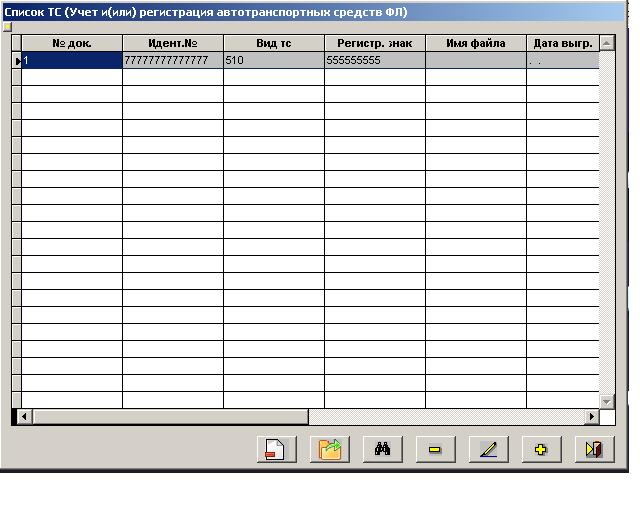 Список ТС (Учет и(или) регистрация автотранспортных средств ФЛ)
№ док. Идент.№ Вид тс Регистр. знак Имя файла Дата выгр.
1 77777777777777 510 555555555 . .